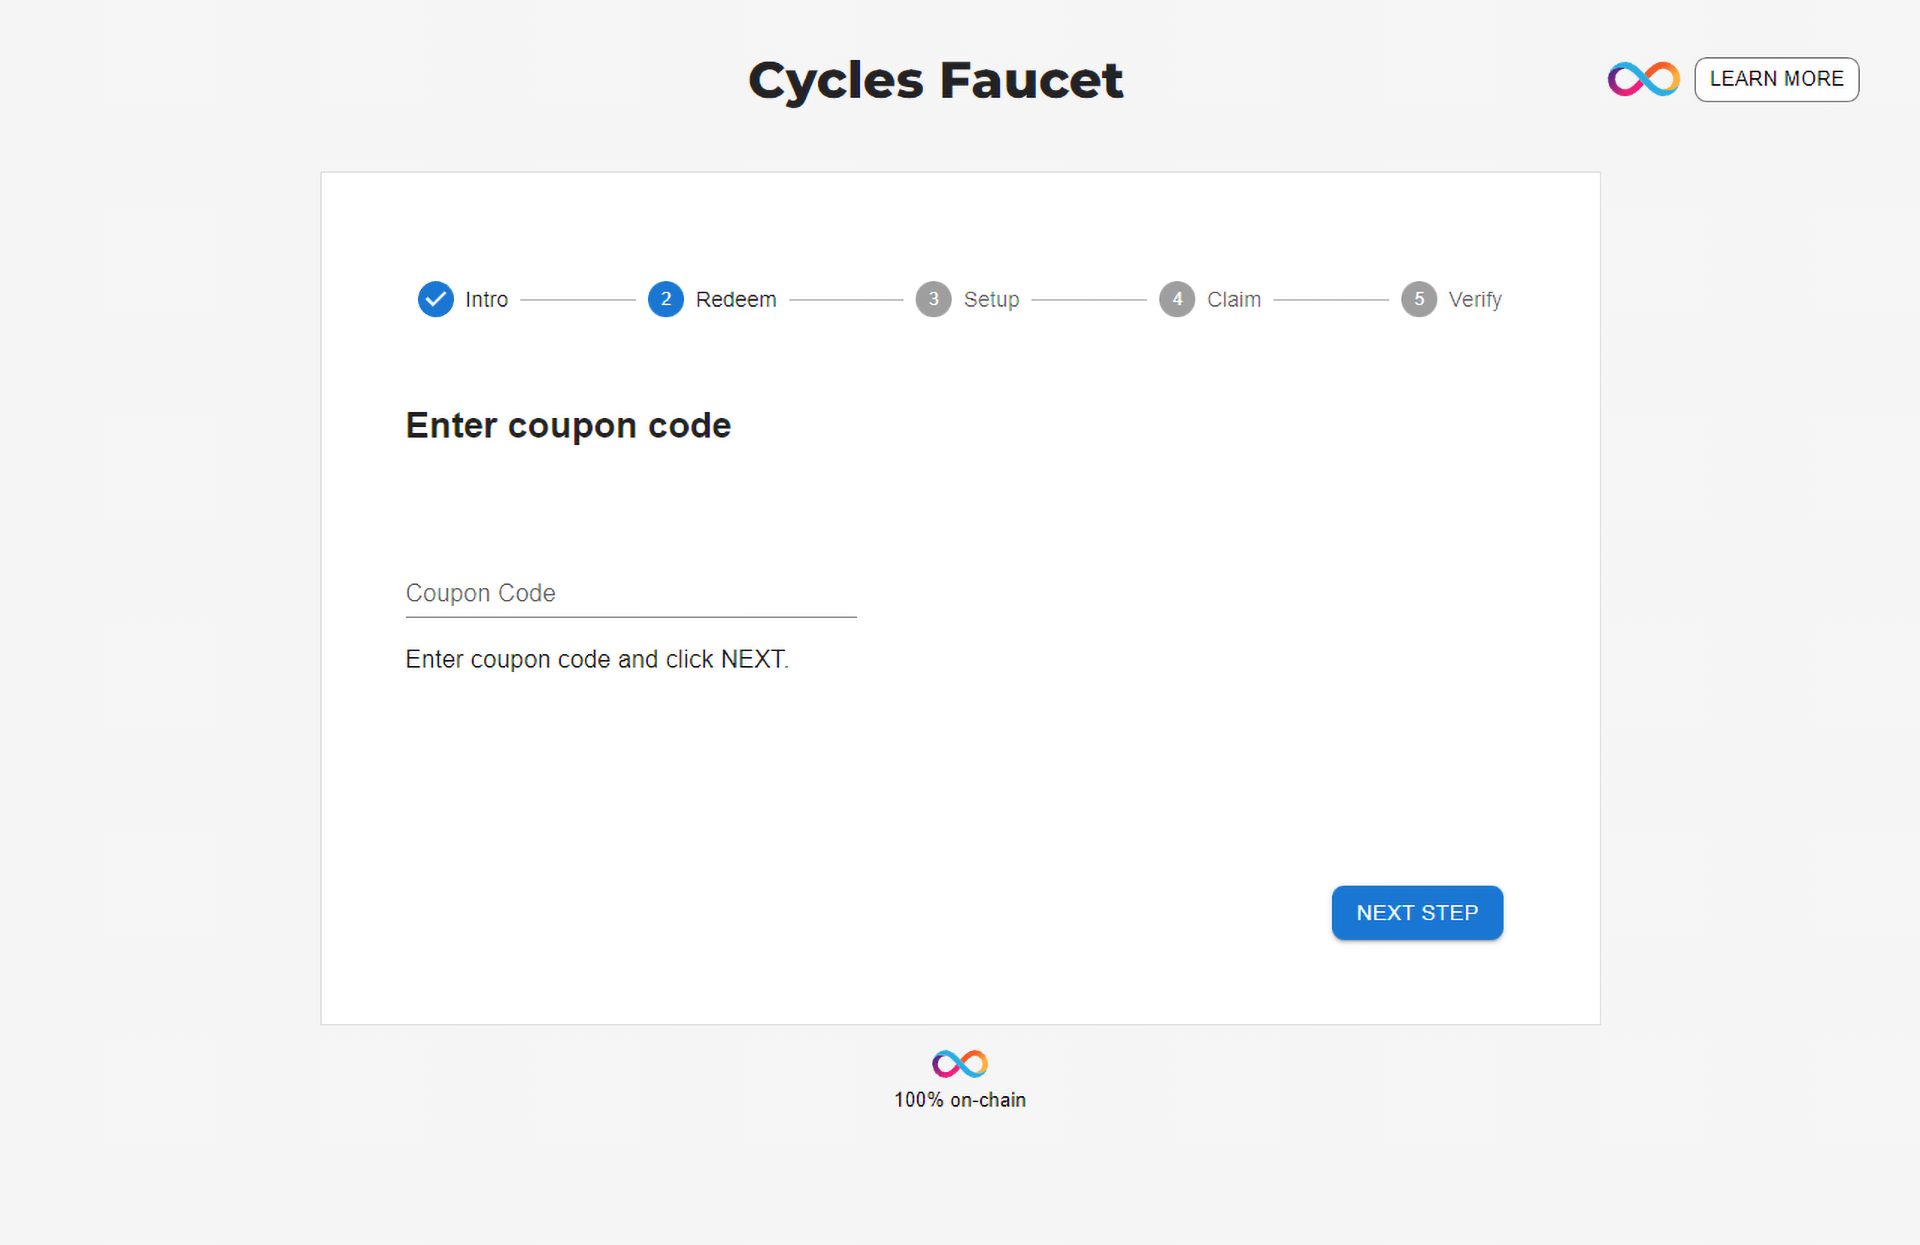 Cycles Faucet
LEARN MORE
Intro
2 Redeem
3 Setup
4 Claim
5 Verify
Enter coupon code
Coupon Code
Enter coupon code and click NEXT.
NEXT STEP
100% on-chain